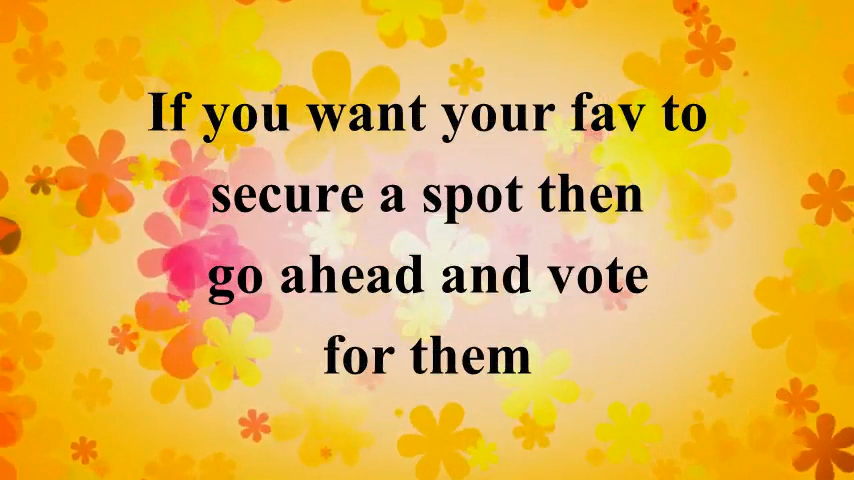 If you want your fav to
secure a spot then
go ahead and vote
for them